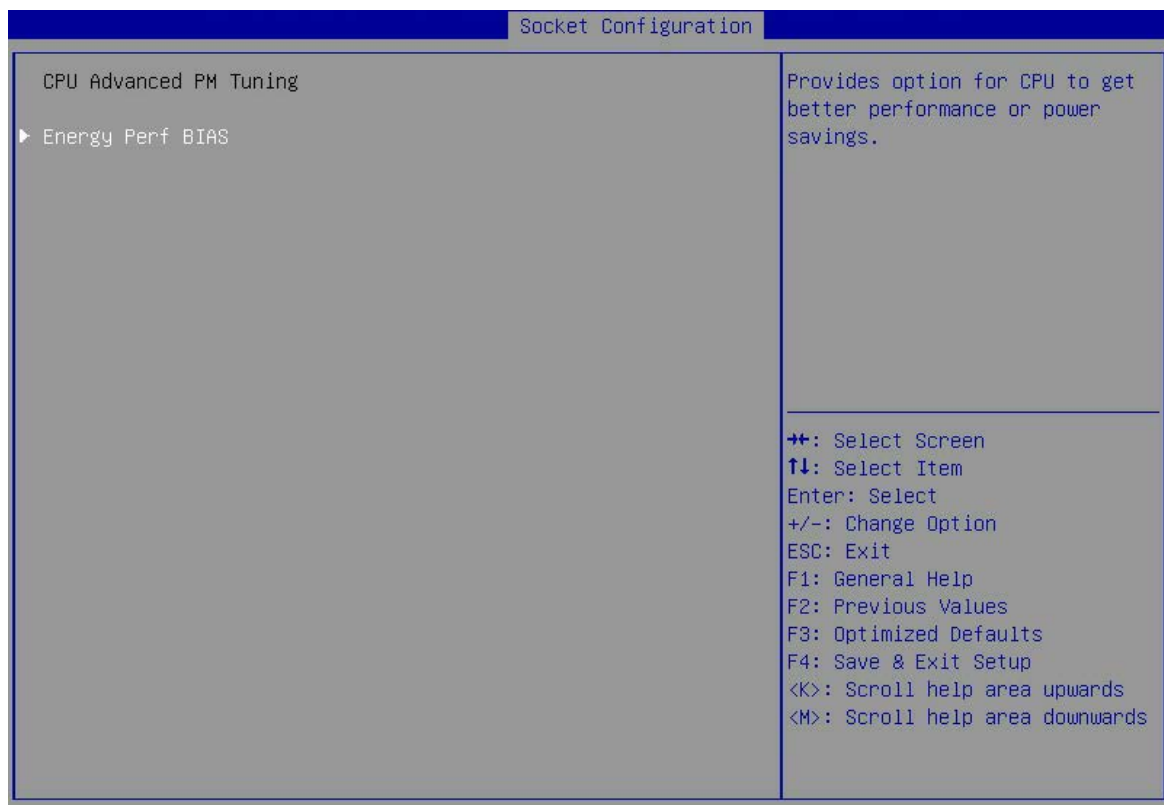 Socket Configuration
CPU Advanced PM Tuning
Energy Perf BIAS
Provides option for CPU to get
better performance or power
savings.
→←: Select Screen
↑↓: Select Item
Enter: Select
+/-: Change Option
ESC: Exit
F1: General Help
F2: Previous Values
F3: Optimized Defaults
F4: Save & Exit Setup
<K>: Scroll help area upwards
<M>: Scroll help area downwards